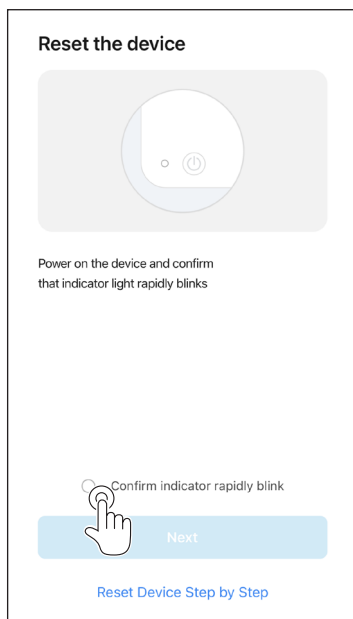 Reset the device
Power on the device and confirm
that indicator light rapidly blinks
Confirm indicator rapidly blink
Next
Reset Device Step by Step